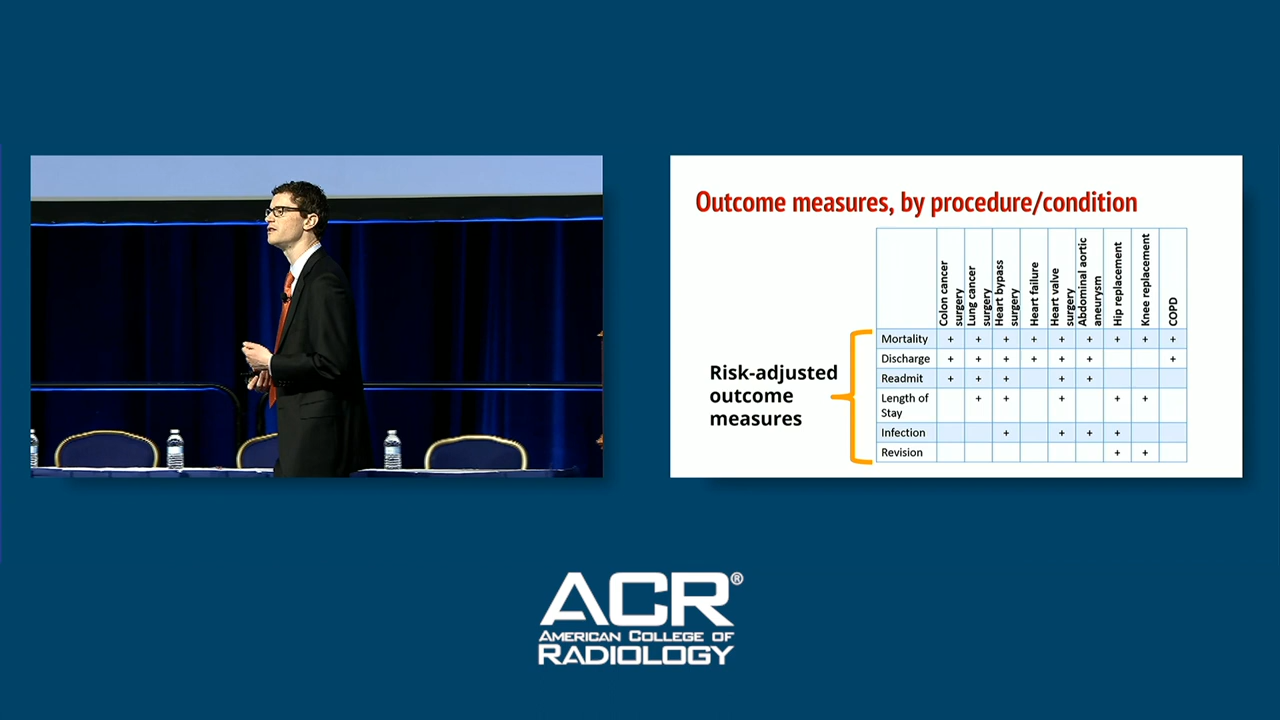 Outcome measures, by procedure/condition
Colon cancer
surgery
Lung cancer
surgery
Heart bypass
surgery
Heart failure
Heart valve
surgery
Abdominal aortic
aneurysm
Hip replacement
Knee replacement
COPD
Risk-adjusted
outcome
measures
Mortality + + + + + + + + +
Discharge + + + + + + +
Readmit + + + + +
Length of
Stay + + + + +
Infection + + + +
Revision + +
ACR®
AMERICAN COLLEGE OF
RADIOLOGY